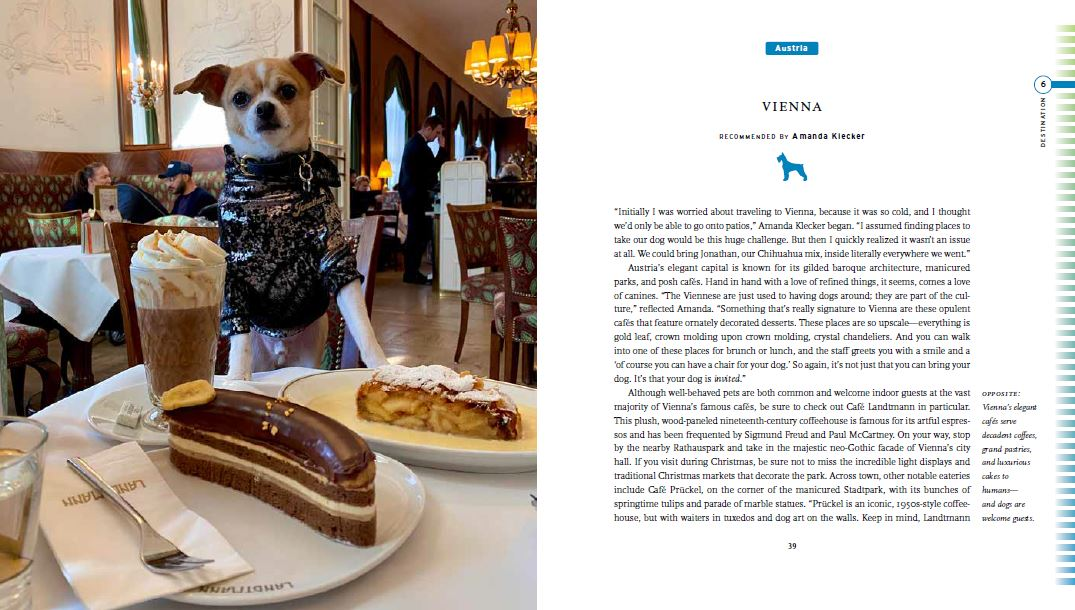 Jonathan
LANDTMANN
LANDTMANN
Austria
VIENNA
RECOMMENDED BY Amanda Klecker
“Initially I was worried about traveling to Vienna, because it was so cold, and I thought
we’d only be able to go onto patios,” Amanda Klecker began. “I assumed finding places to
take our dog would be this huge challenge. But then I quickly realized it wasn’t an issue
at all. We could bring Jonathan, our Chihuahua mix, inside literally everywhere we went.”
Austria’s elegant capital is known for its gilded baroque architecture, manicured
parks, and posh cafés. Hand in hand with a love of refined things, it seems, comes a love
of canines. “The Viennese are just used to having dogs around; they are part of the cul-
ture,” reflected Amanda. “Something that’s really signature to Vienna are these opulent
cafés that feature ornately decorated desserts. These places are so upscale—everything is
gold leaf, crown molding upon crown molding, crystal chandeliers. And you can walk
into one of these places for brunch or lunch, and the staff greets you with a smile and a
‘of course you can have a chair for your dog.’ So again, it’s not just that you can bring your
dog. It’s that your dog is invited.”
Although well-behaved pets are both common and welcome indoor guests at the vast
majority of Vienna’s famous cafés, be sure to check out Café Landtmann in particular.
This plush, wood-paneled nineteenth-century coffeehouse is famous for its artful espres-
sos and has been frequented by Sigmund Freud and Paul McCartney. On your way, stop
by the nearby Rathauspark and take in the majestic neo-Gothic facade of Vienna’s city
hall. If you visit during Christmas, be sure not to miss the incredible light displays and
traditional Christmas markets that decorate the park. Across town, other notable eateries
include Café Prückel, on the corner of the manicured Stadtpark, with its bunches of
springtime tulips and parade of marble statues. “Prückel is an iconic, 1950s-style coffee-
house, but with waiters in tuxedos and dog art on the walls. Keep in mind, Landtmann
OPPOSITE:
Vienna’s elegant
cafés serve
decadent coffees,
grand pastries,
and luxurious
cakes to
humans—
and dogs are
welcome guests.
6
DESTINATION
39